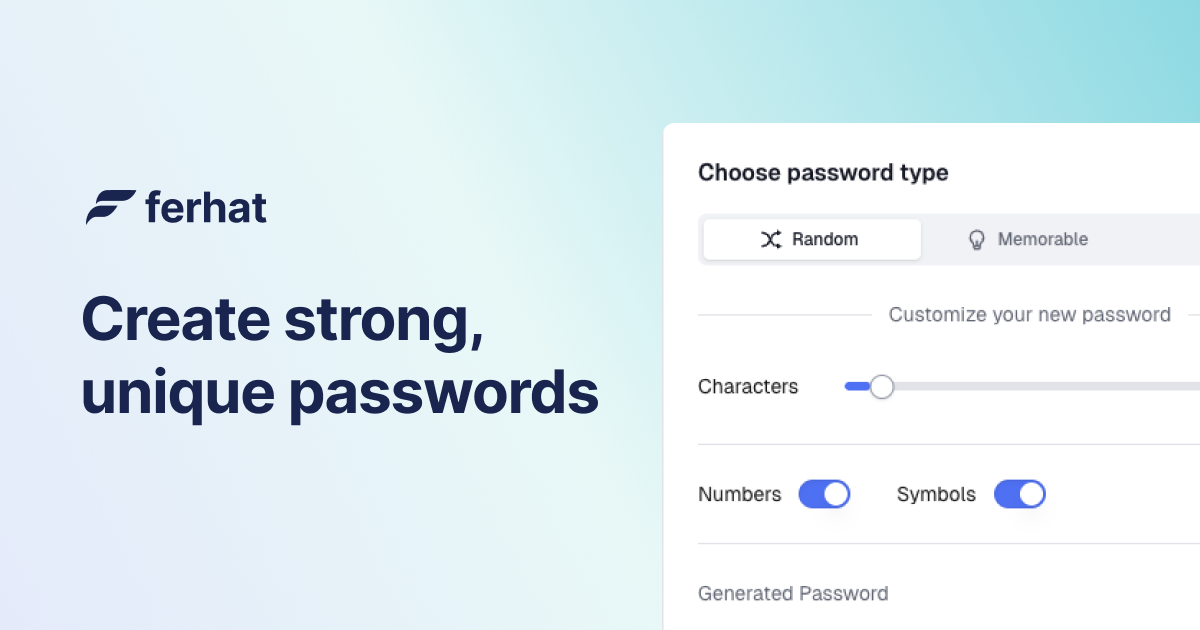 ferhat
Create strong,
unique passwords
Choose password type
Random
Memorable
Customize your new password
Characters
Numbers
Symbols
Generated Password